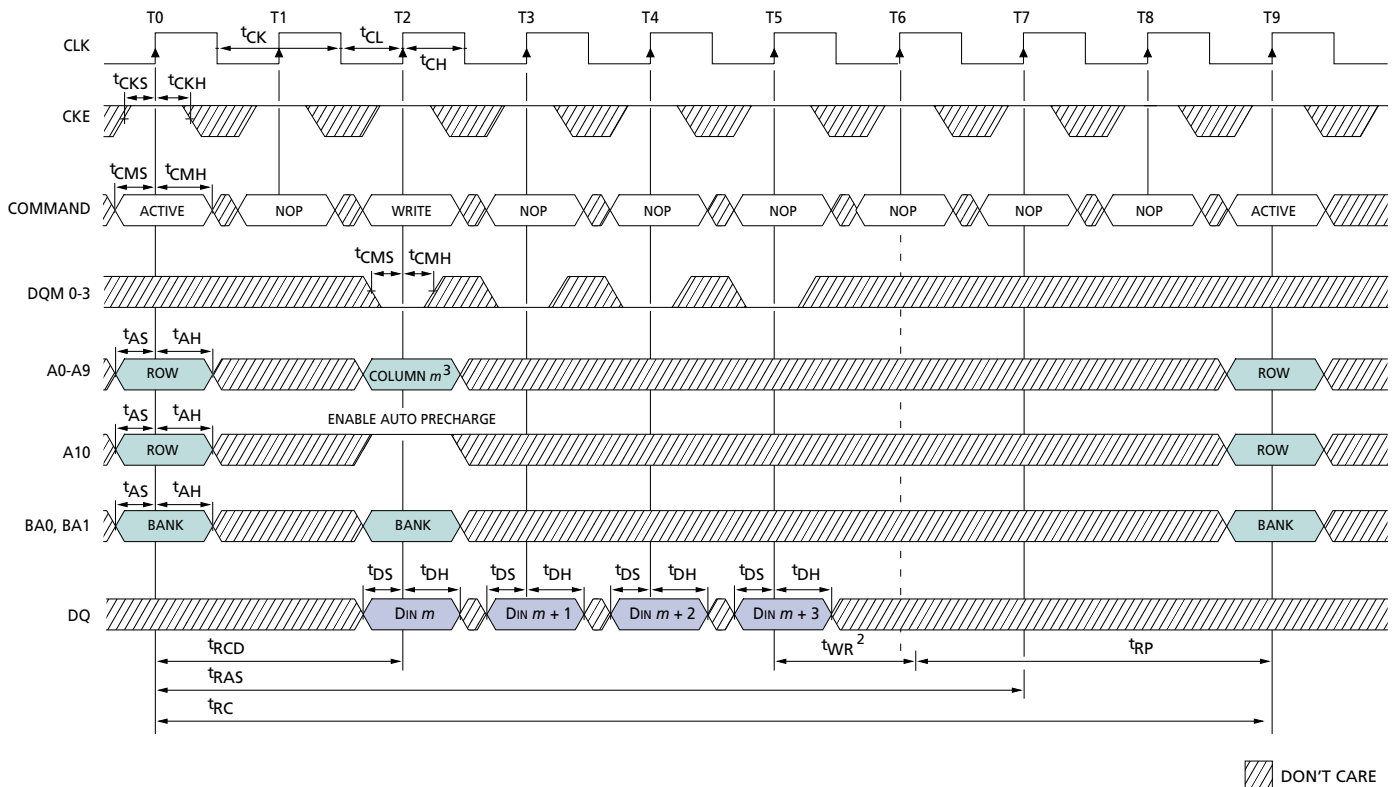 T0 T1 T2 T3 T4 T5 T6 T7 T8 T9
CLK
tCK tCL
tCH
tCKS tCKH
CKE
tCMS tCMH
COMMAND ACTIVE NOP WRITE NOP NOP NOP NOP NOP NOP ACTIVE
tCMS tCMH
DQM 0-3
tAS tAH
A0-A9 ROW COLUMN m3 ROW
tAS tAH ENABLE AUTO PRECHARGE
A10 ROW ROW
tAS tAH
BA0, BA1 BANK BANK BANK
tDS tDH tDS tDH tDS tDH tDS tDH
DQ DIN m DIN m + 1 DIN m + 2 DIN m + 3
tRCD tWR2 tRP
tRAS
tRC
DON'T CARE